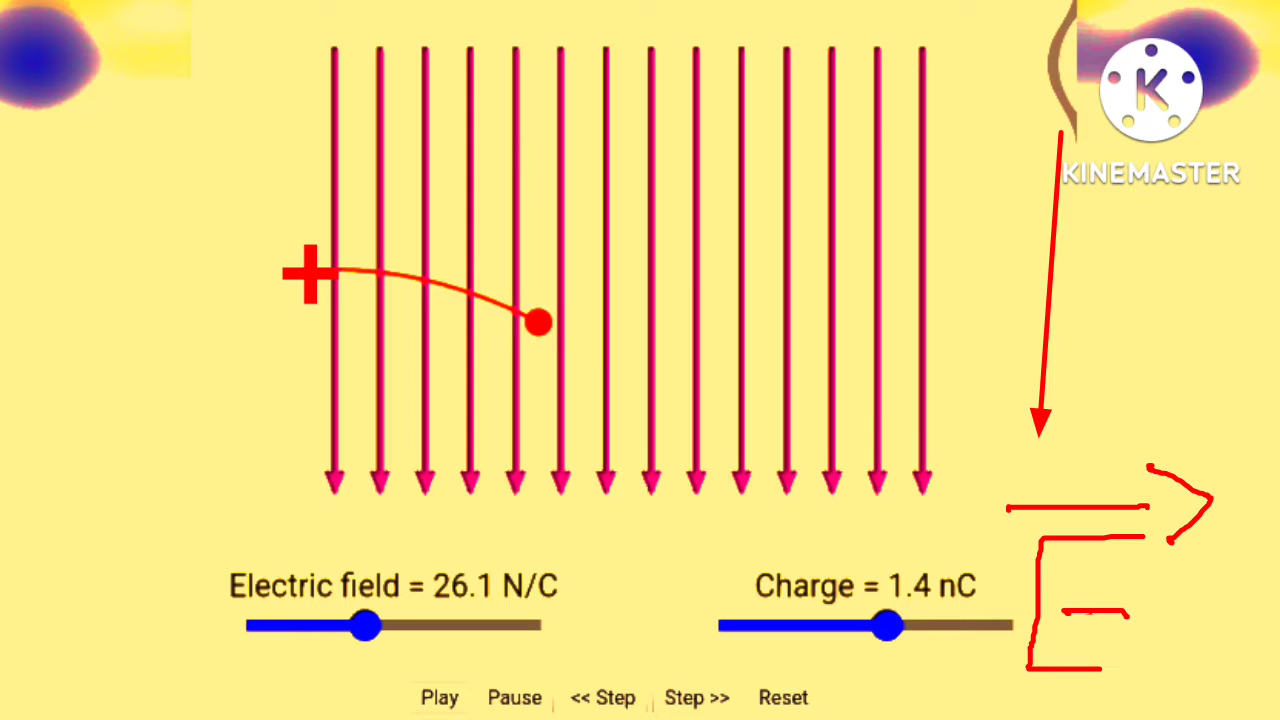 K
KINEMASTER
+
E
Electric field = 26.1 N/C
Charge = 1.4 nC
Play Pause << Step Step >> Reset